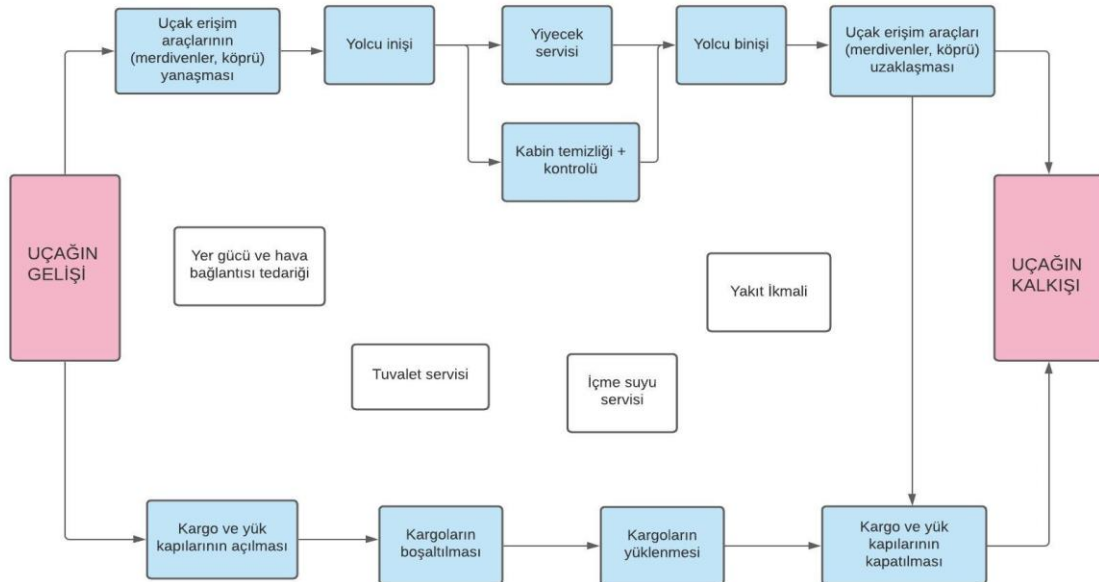 Uçak erişim
araçlarının
(merdivenler, köprü)
yanaşması
Yolcu inişi
Yiyecek
servisi
Yolcu binişi
Uçak erişim araçları
(merdivenler, köprü)
uzaklaşması
Kabin temizliği +
kontrolü
UÇAĞIN
GELİŞİ
Yer gücü ve hava
bağlantısı tedariği
Yakıt İkmali
UÇAĞIN
KALKIŞI
Tuvalet servisi
İçme suyu
servisi
Kargo ve yük
kapılarının açılması
Kargoların
boşaltılması
Kargoların
yüklenmesi
Kargo ve yük
kapılarının
kapatılması